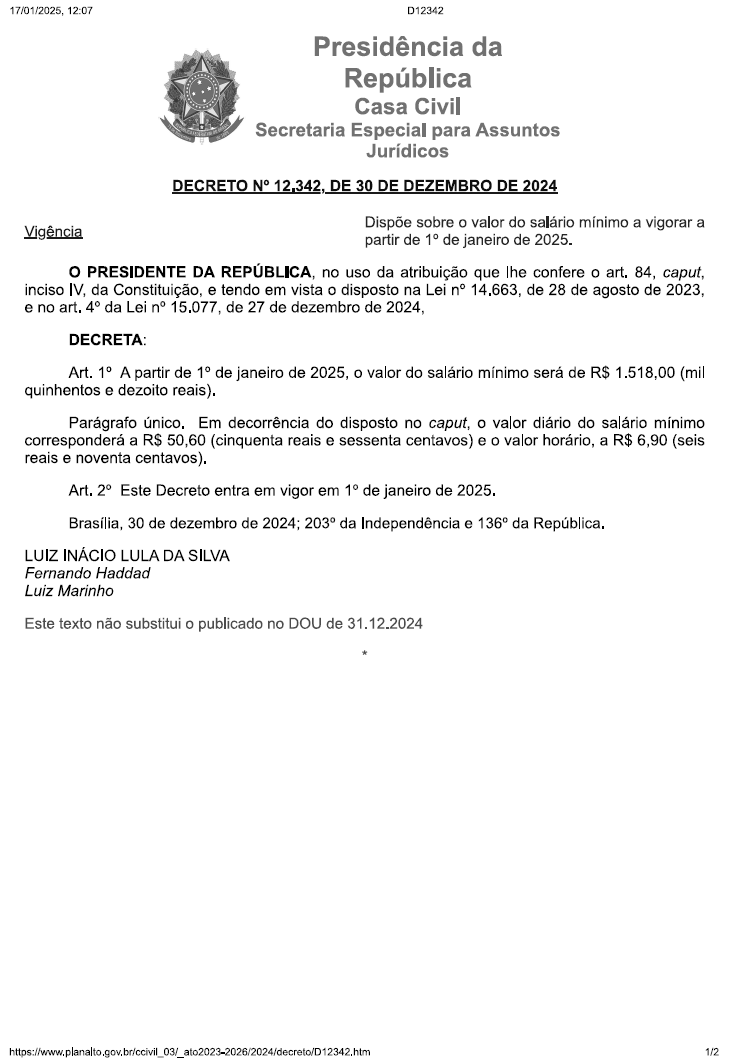 17/01/2025, 12:07
D12342
Presidência da
República
Casa Civil
Secretaria Especial para Assuntos
Jurídicos
DECRETO Nº 12.342, DE 30 DE DEZEMBRO DE 2024
Vigência
Dispõe sobre o valor do salário mínimo a vigorar a
partir de 1º de janeiro de 2025.
O PRESIDENTE DA REPÚBLICA, no uso da atribuição que lhe confere o art. 84, caput,
inciso IV, da Constituição, e tendo em vista o disposto na Lei nº 14.663, de 28 de agosto de 2023,
e no art. 4º da Lei nº 15.077, de 27 de dezembro de 2024,
DECRETA:
Art. 1º A partir de 1º de janeiro de 2025, o valor do salário mínimo será de R$ 1.518,00 (mil
quinhentos e dezoito reais).
Parágrafo único. Em decorrência do disposto no caput, o valor diário do salário mínimo
corresponderá a R$ 50,60 (cinquenta reais e sessenta centavos) e o valor horário, a R$ 6,90 (seis
reais e noventa centavos).
Art. 2º Este Decreto entra em vigor em 1º de janeiro de 2025.
Brasília, 30 de dezembro de 2024; 203º da Independência e 136º da República.
LUIZ INÁCIO LULA DA SILVA
Fernando Haddad
Luiz Marinho
Este texto não substitui o publicado no DOU de 31.12.2024
*
https://www.planalto.gov.br/ccivil_03/_ato2023-2026/2024/decreto/D12342.htm
1/2